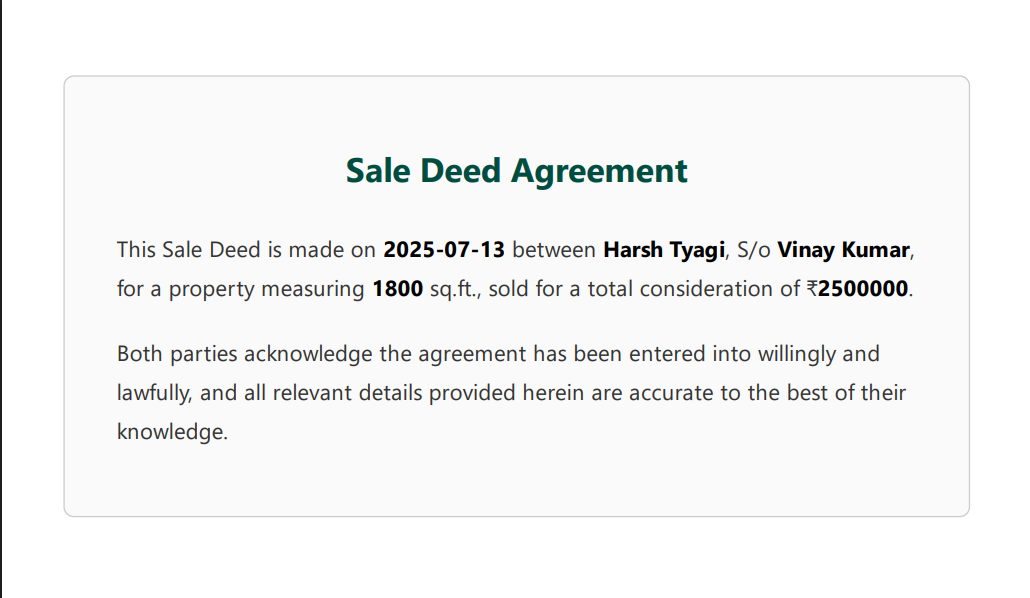 Sale Deed Agreement
This Sale Deed is made on 2025-07-13 between Harsh Tyagi, S/o Vinay Kumar,
for a property measuring 1800 sq.ft., sold for a total consideration of ₹2500000.
Both parties acknowledge the agreement has been entered into willingly and
lawfully, and all relevant details provided herein are accurate to the best of their
knowledge.